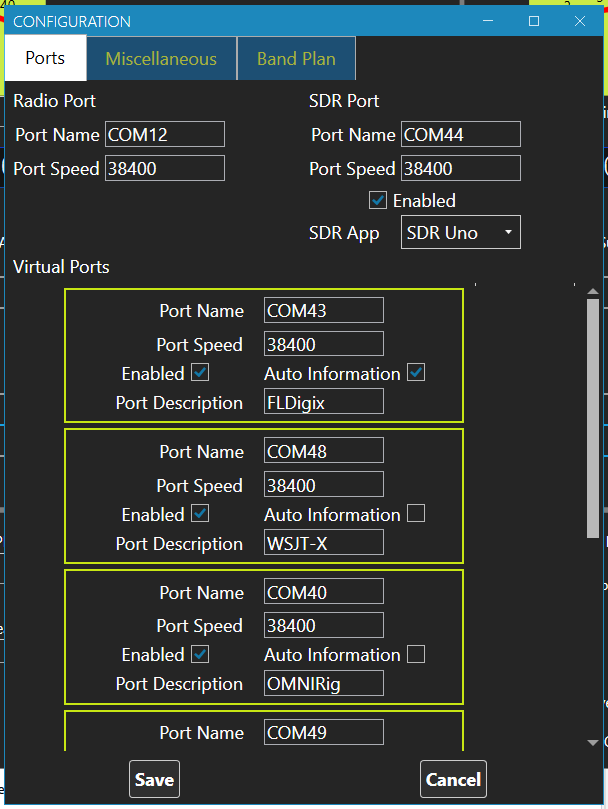 CONFIGURATION
Ports Miscellaneous Band Plan
Radio Port SDR Port
Port Name COM12 Port Name COM44
Port Speed 38400 Port Speed 38400
Enabled
SDR App SDR Uno
Virtual Ports
Port Name COM43
Port Speed 38400
Enabled Auto Information
Port Description FLDigix
Port Name COM48
Port Speed 38400
Enabled Auto Information
Port Description WSJT-X
Port Name COM40
Port Speed 38400
Enabled Auto Information
Port Description OMNIRig
Port Name COM49
Save Cancel